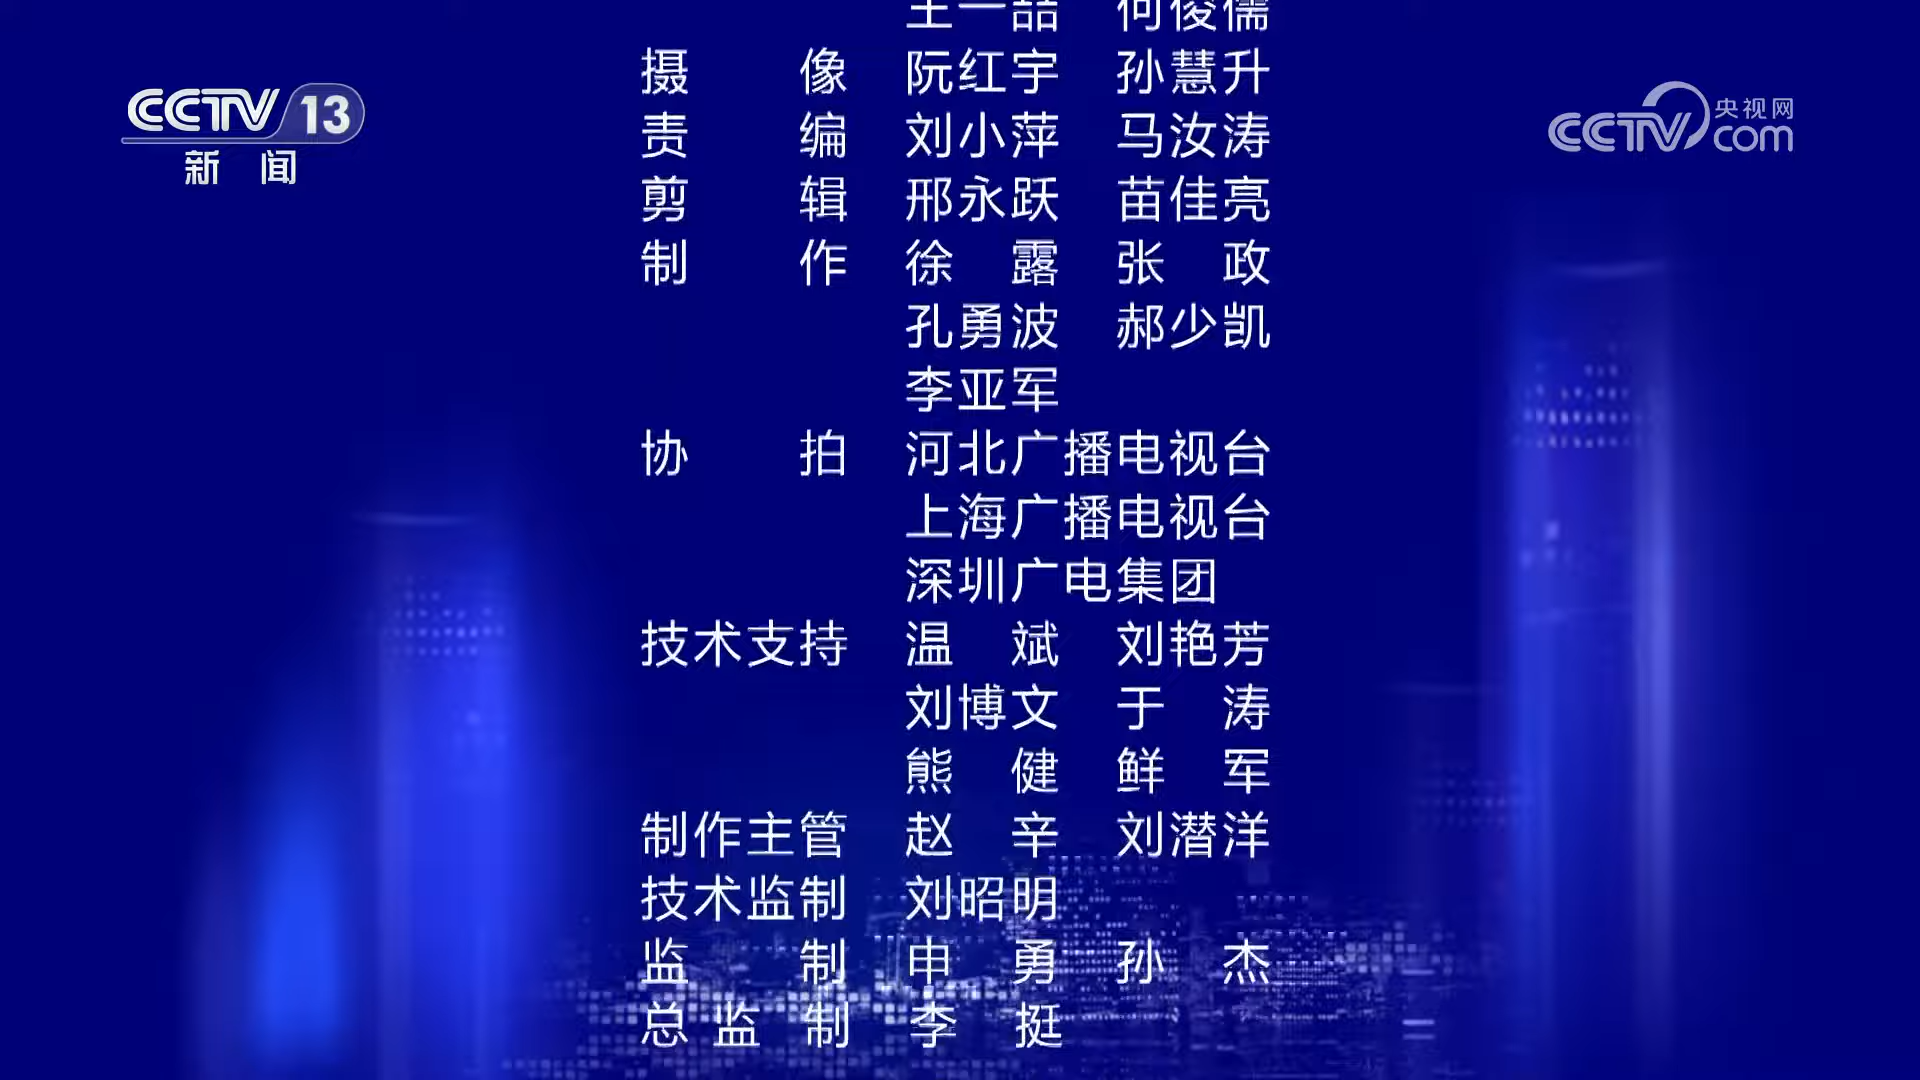 王一喆 何俊儒
摄像 阮红宇 孙慧升
CCTV 13
新闻
央视网
CCTV.com
责编 刘小萍 马汝涛
剪辑 邢永跃 苗佳亮
制作 徐露 张政
孔勇波 郝少凯
李亚军
协拍 河北广播电视台
上海广播电视台
深圳广电集团
技术支持 温斌 刘艳芳
刘博文 于涛
熊健 鲜军
制作主管 赵辛 刘潜洋
技术监制 刘昭明
监制 申勇 孙杰
总监制 李挺